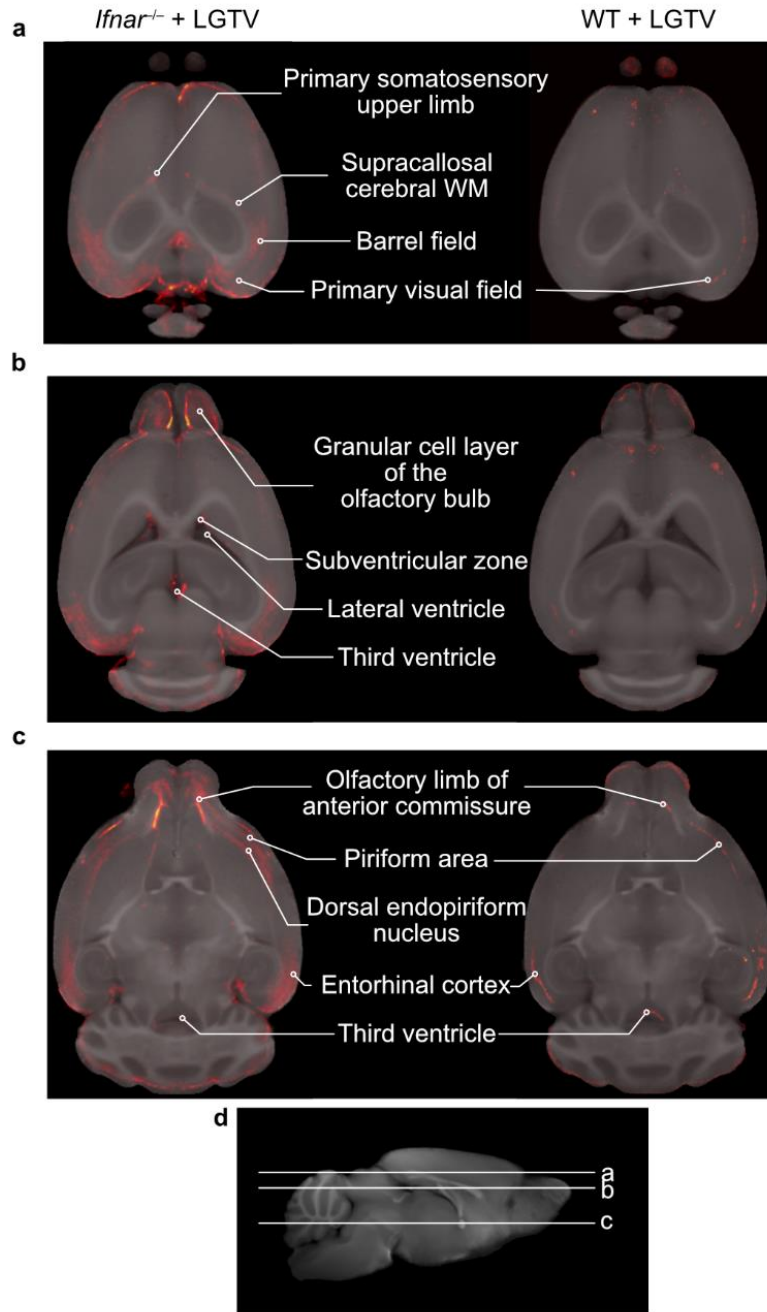 Ifnar⁻/⁻ + LGTV
WT + LGTV
a
Primary somatosensory
upper limb
Supracallosal
cerebral WM
Barrel field
Primary visual field
b
Granular cell layer
of the
olfactory bulb
Subventricular zone
Lateral ventricle
Third ventricle
c
Olfactory limb of
anterior commissure
Piriform area
Dorsal endopiriform
nucleus
Entorhinal cortex
Third ventricle
d
a
b
c